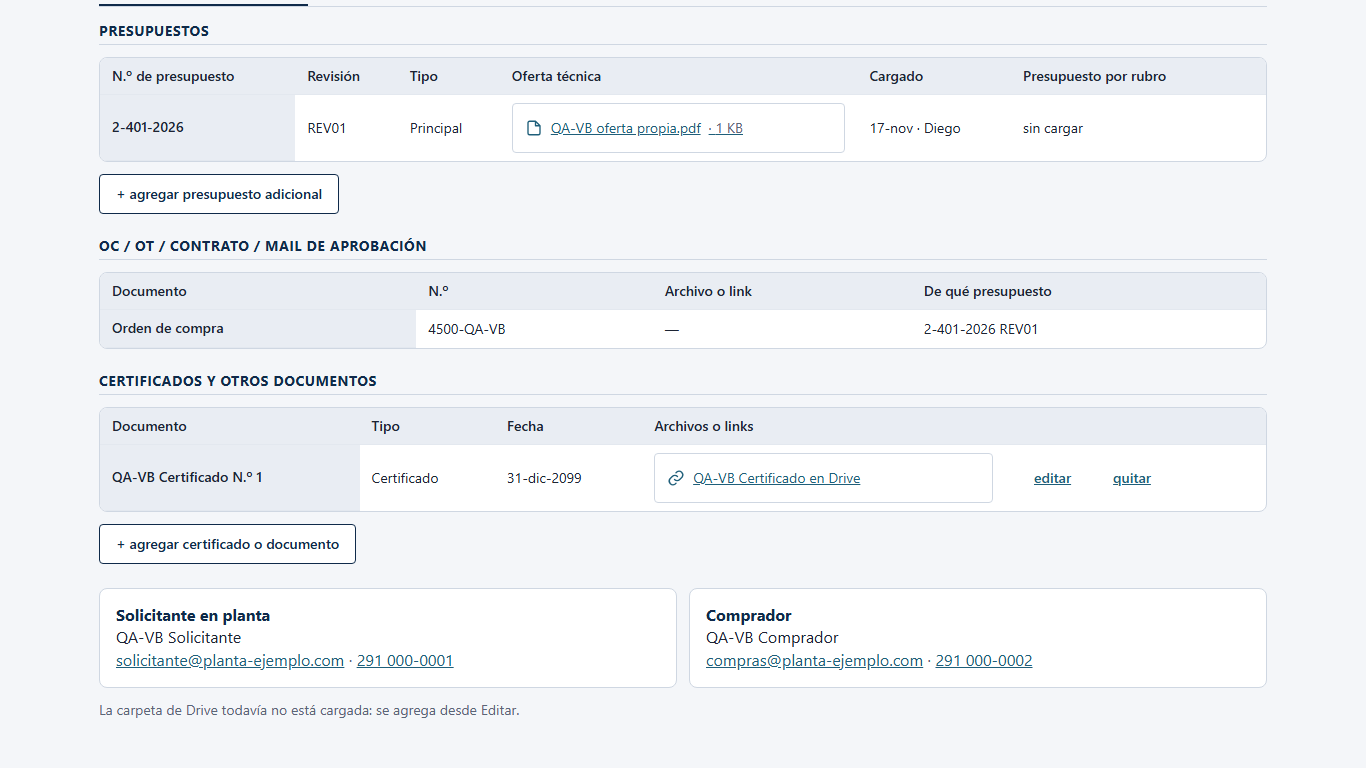 PRESUPUESTOS
N.º de presupuesto Revisión Tipo Oferta técnica Cargado Presupuesto por rubro
2-401-2026 REV01 Principal QA-VB oferta propia.pdf · 1 KB 17-nov · Diego sin cargar
+ agregar presupuesto adicional
OC / OT / CONTRATO / MAIL DE APROBACIÓN
Documento N.º Archivo o link De qué presupuesto
Orden de compra 4500-QA-VB — 2-401-2026 REV01
CERTIFICADOS Y OTROS DOCUMENTOS
Documento Tipo Fecha Archivos o links
QA-VB Certificado N.º 1 Certificado 31-dic-2099 QA-VB Certificado en Drive editar quitar
+ agregar certificado o documento
Solicitante en planta
QA-VB Solicitante
solicitante@planta-ejemplo.com · 291 000-0001
Comprador
QA-VB Comprador
compras@planta-ejemplo.com · 291 000-0002
La carpeta de Drive todavía no está cargada: se agrega desde Editar.